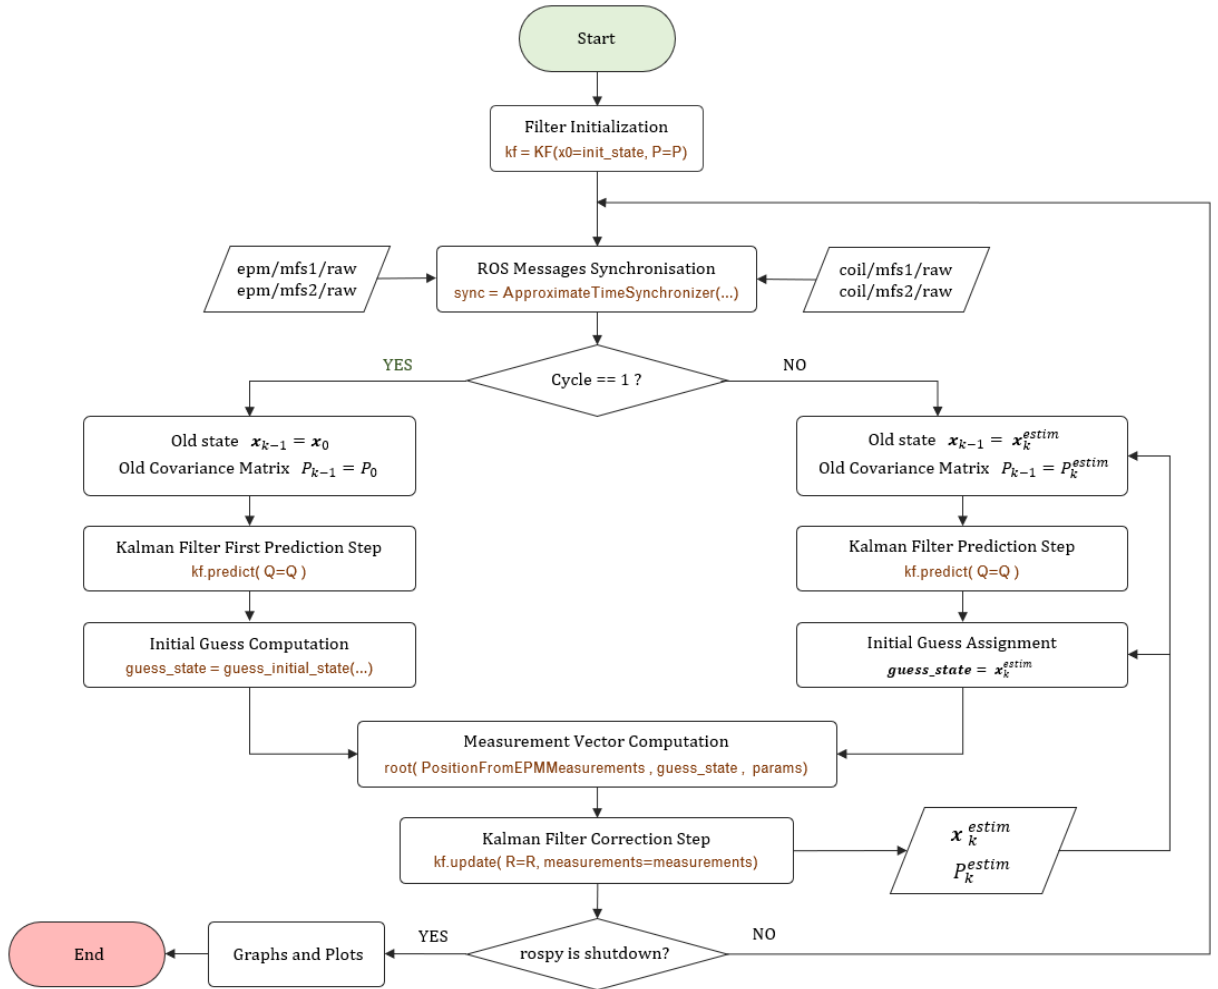 Start
Filter Initialization
kf = KF(x0=init_state, P=P)
epm/mfs1/raw
epm/mfs2/raw
ROS Messages Synchronisation
sync = ApproximateTimeSynchronizer(...)
coil/mfs1/raw
coil/mfs2/raw
YES
Cycle == 1 ?
NO
Old state x_{k−1} = x_0
Old Covariance Matrix P_{k−1} = P_0
Old state x_{k−1} = x_k^{estim}
Old Covariance Matrix P_{k−1} = P_k^{estim}
Kalman Filter First Prediction Step
kf.predict( Q=Q )
Kalman Filter Prediction Step
kf.predict( Q=Q )
Initial Guess Computation
guess_state = guess_initial_state(...)
Initial Guess Assignment
guess_state = x_k^{estim}
Measurement Vector Computation
root( PositionFromEPMMeasurements , guess_state , params)
Kalman Filter Correction Step
kf.update( R=R, measurements=measurements)
x_k^{estim}
P_k^{estim}
End
Graphs and Plots
YES
rospy is shutdown?
NO